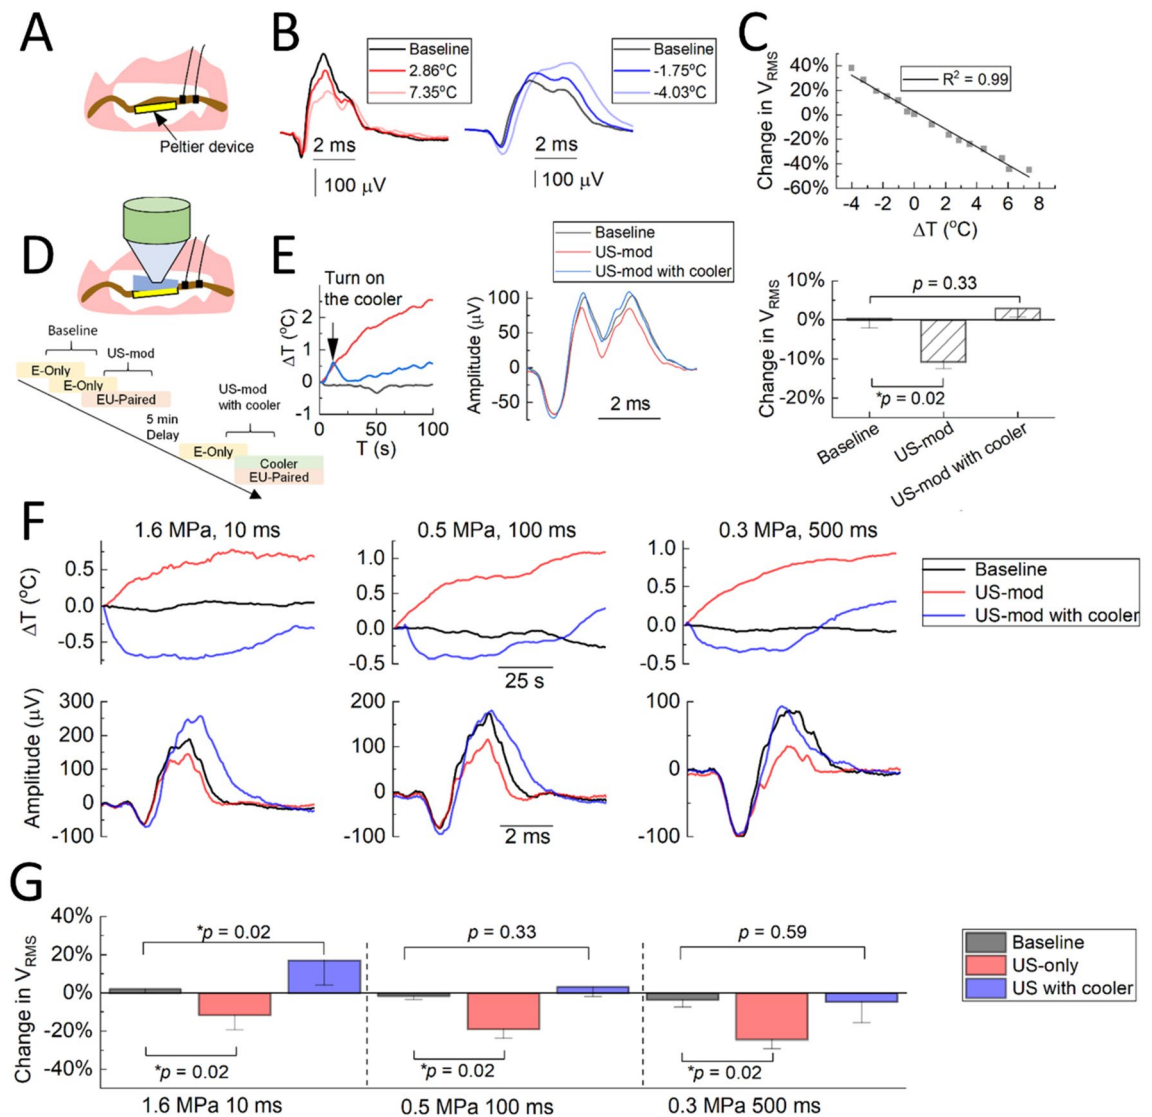 A
Peltier device
B
Baseline
2.86°C
7.35°C
2 ms
100 μV
Baseline
-1.75°C
-4.03°C
2 ms
100 μV
C
Change in VRMS
40%
20%
0%
-20%
-40%
-60%
R² = 0.99
-4 -2 0 2 4 6 8
ΔT (°C)
D
Baseline
E-Only
E-Only
US-mod
EU-Paired
5 min
Delay
US-mod
with cooler
E-Only
Cooler
EU-Paired
E
Turn on
the cooler
ΔT (°C)
2
1
0
-1
0 50 100
T (s)
Baseline
US-mod
US-mod with cooler
Amplitude (μV)
100
50
0
-50
2 ms
Change in VRMS
10%
0%
-10%
-20%
p = 0.33
*p = 0.02
Baseline
US-mod
US-mod with cooler
F
1.6 MPa, 10 ms
0.5 MPa, 100 ms
0.3 MPa, 500 ms
ΔT (°C)
0.5
0.0
-0.5
1.0
0.5
0.0
-0.5
25 s
1.0
0.5
0.0
-0.5
Baseline
US-mod
US-mod with cooler
Amplitude (μV)
300
200
100
0
-100
200
100
0
-100
2 ms
100
0
-100
G
Change in VRMS
40%
20%
0%
-20%
-40%
*p = 0.02
*p = 0.02
1.6 MPa 10 ms
p = 0.33
*p = 0.02
0.5 MPa 100 ms
p = 0.59
*p = 0.02
0.3 MPa 500 ms
Baseline
US-only
US with cooler